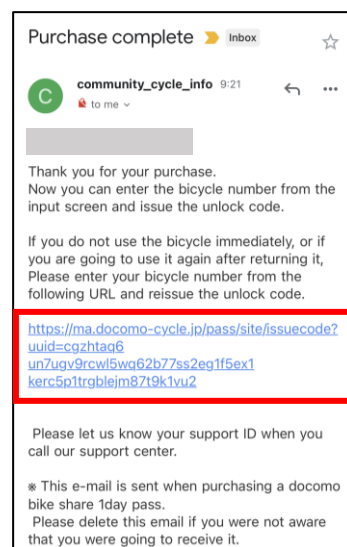 Purchase complete Inbox
C
community_cycle_info 9:21
to me
Thank you for your purchase.
Now you can enter the bicycle number from the
input screen and issue the unlock code.
If you do not use the bicycle immediately, or if
you are going to use it again after returning it,
Please enter your bicycle number from the
following URL and reissue the unlock code.
https://ma.docomo-cycle.jp/pass/site/issuecode?
uuid=cgzhtaq6
un7ugv9rcwl5wq62b77ss2eg1f5ex1
kerc5p1trgblejm87t9k1vu2
Please let us know your support ID when you
call our support center.
※ This e-mail is sent when purchasing a docomo
bike share 1day pass.
Please delete this email if you were not aware
that you were going to receive it.